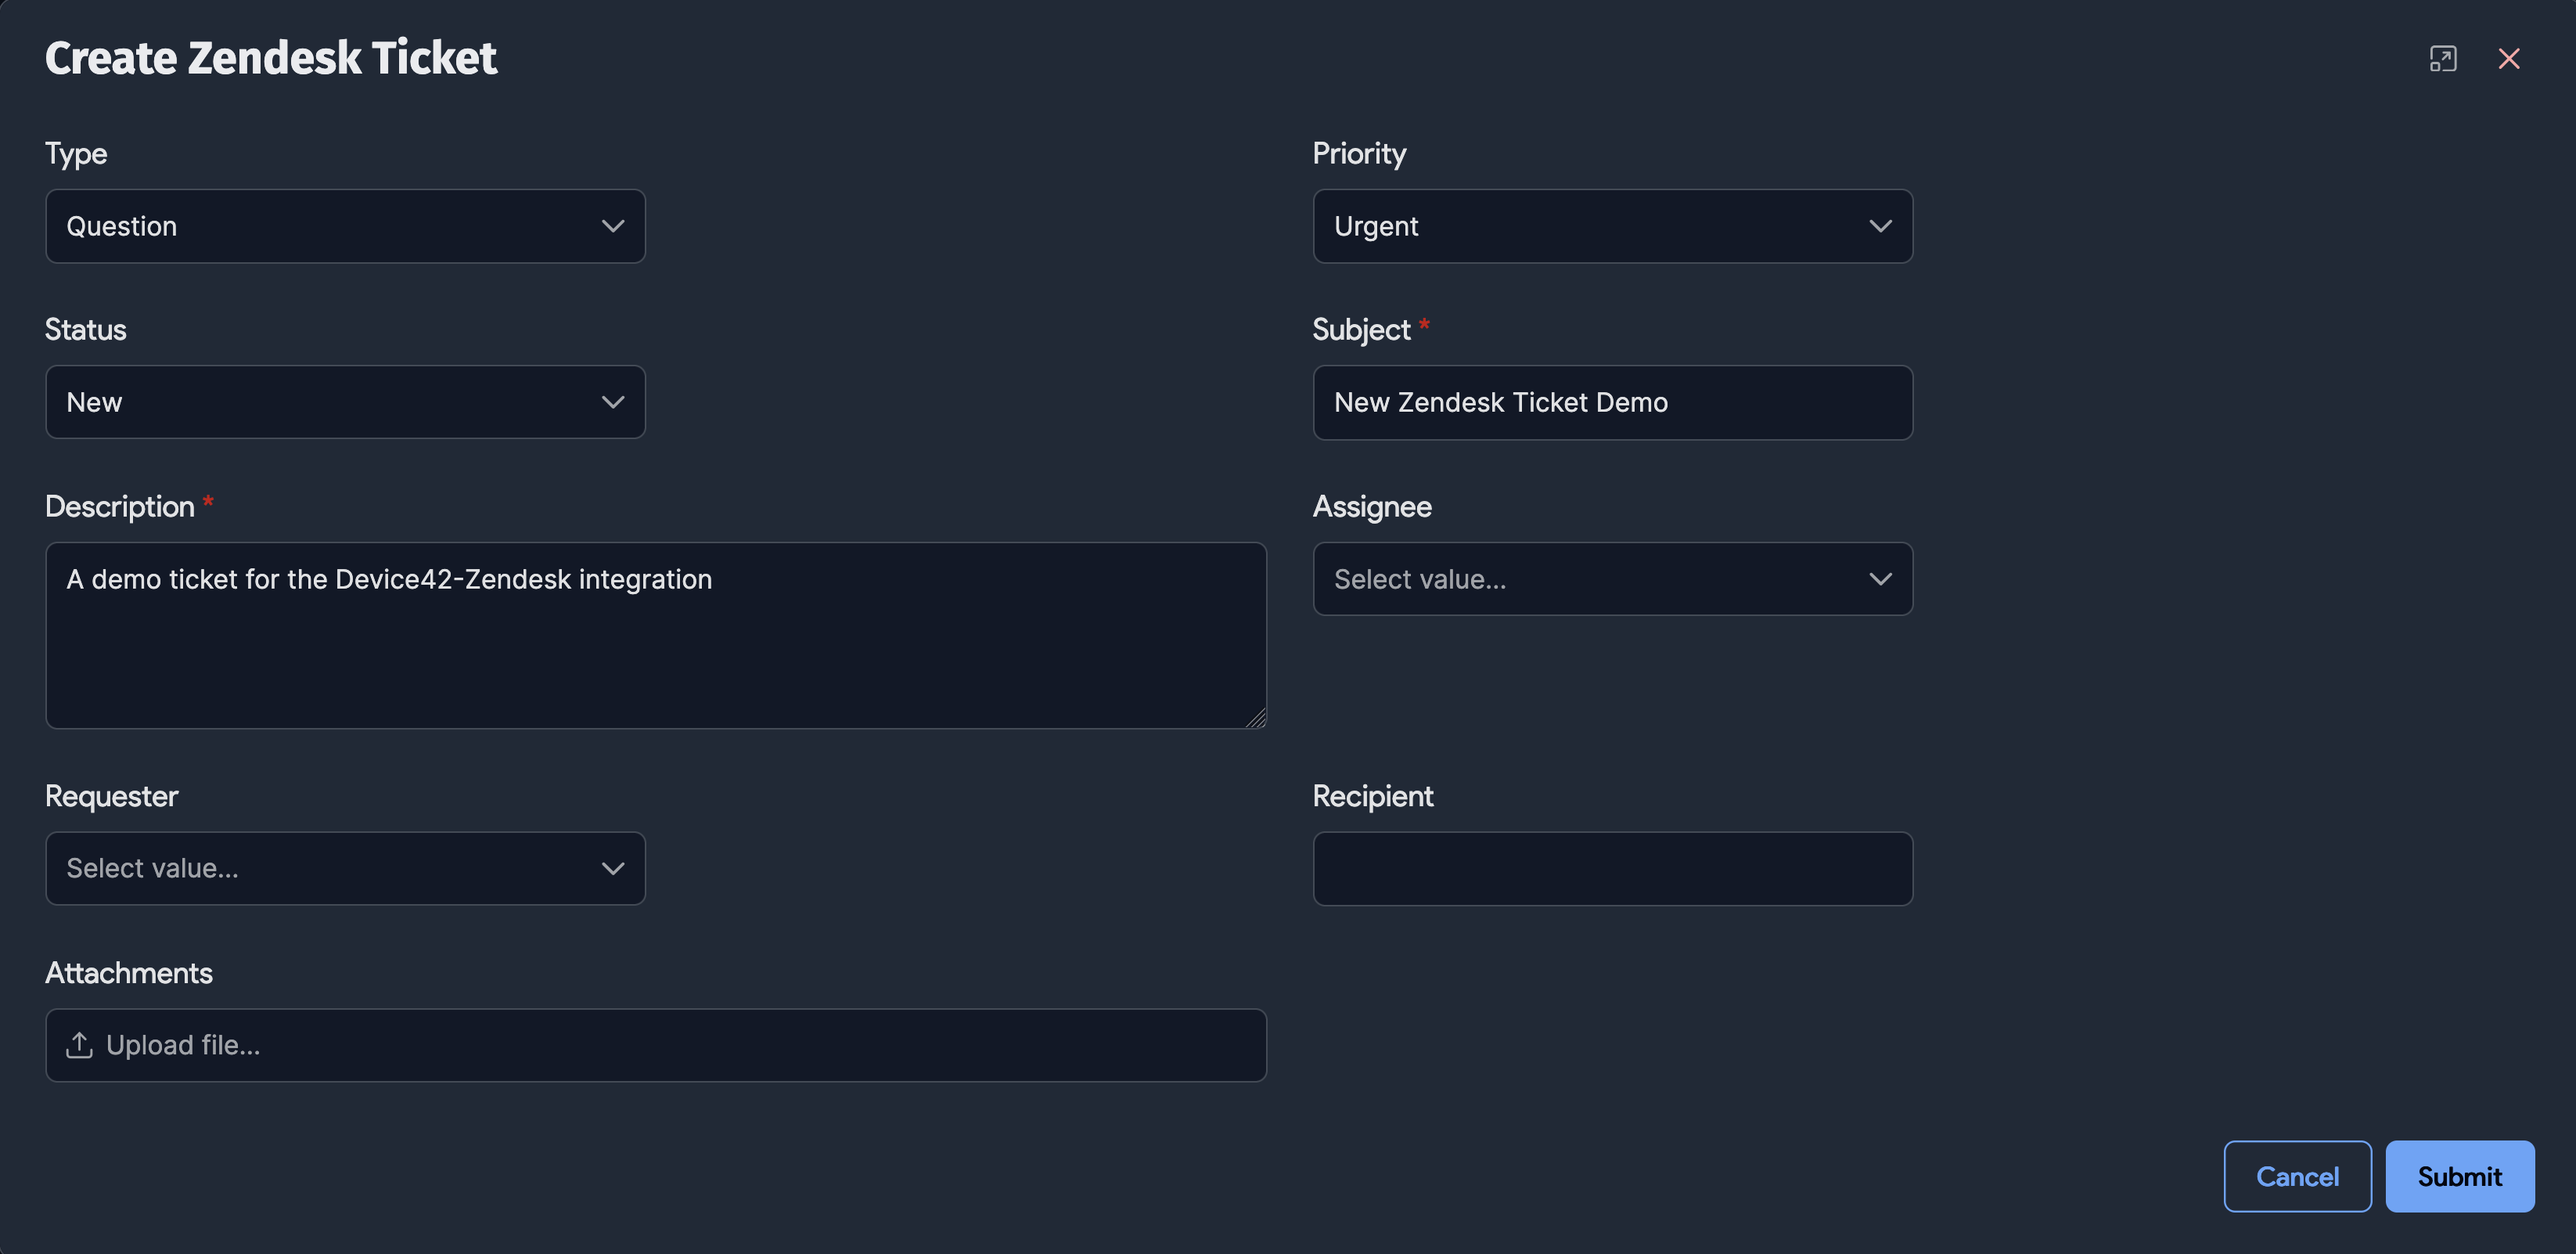 Create Zendesk Ticket
Type
Priority
Question
Urgent
Status
Subject *
New
New Zendesk Ticket Demo
Description *
Assignee
A demo ticket for the Device42-Zendesk integration
Select value...
Requester
Recipient
Select value...
Attachments
Upload file...
Cancel
Submit